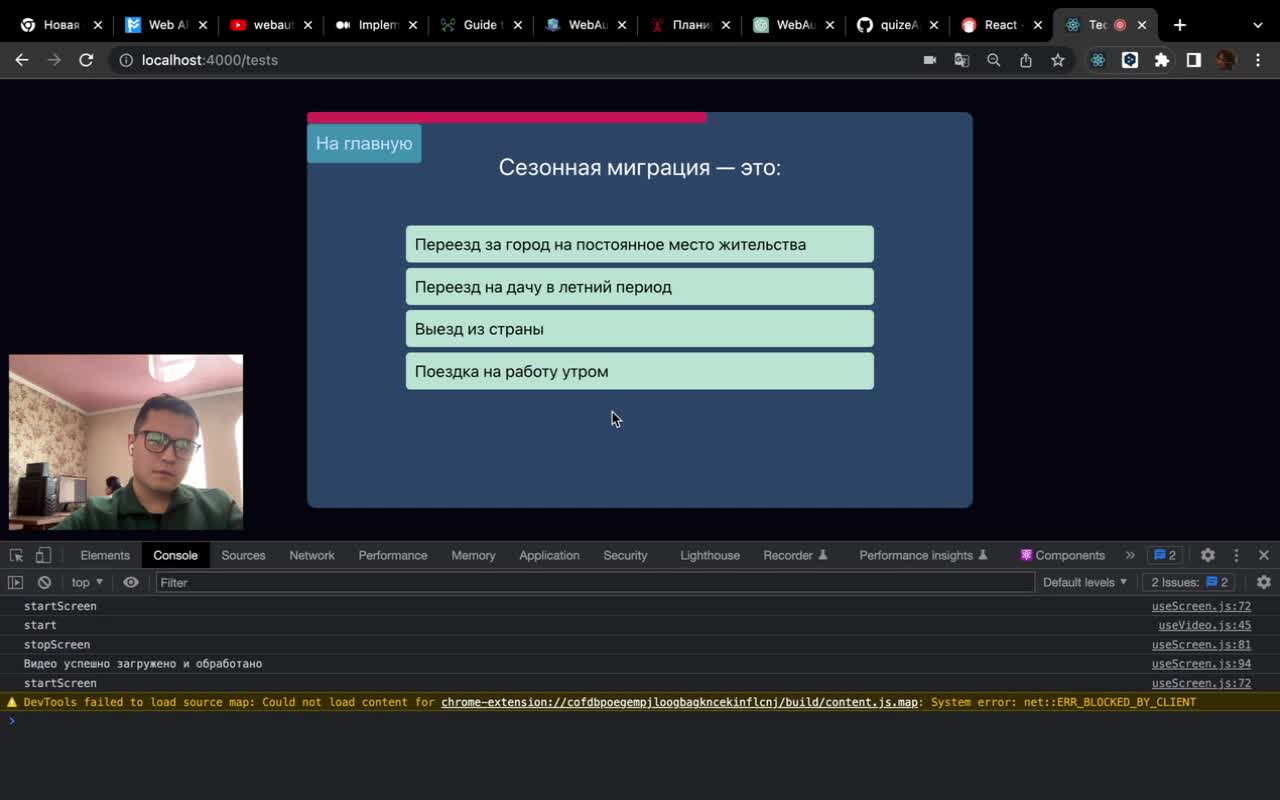 Новая
Web A
webaut
Implem
Guide t
WebAu
Плани
WebAu
quizeA
React -
Тес
localhost:4000/tests
На главную
Сезонная миграция — это:
Переезд за город на постоянное место жительства
Переезд на дачу в летний период
Выезд из страны
Поездка на работу утром
Elements Console Sources Network Performance Memory Application Security Lighthouse Recorder Performance insights Components » 2
top Filter Default levels 2 Issues: 2
startScreen useScreen.js:72
start useVideo.js:45
stopScreen useScreen.js:81
Видео успешно загружено и обработано useScreen.js:94
startScreen useScreen.js:72
DevTools failed to load source map: Could not load content for chrome-extension://cofdbpoegempjloogbagkncekinflcnj/build/content.js.map: System error: net::ERR_BLOCKED_BY_CLIENT